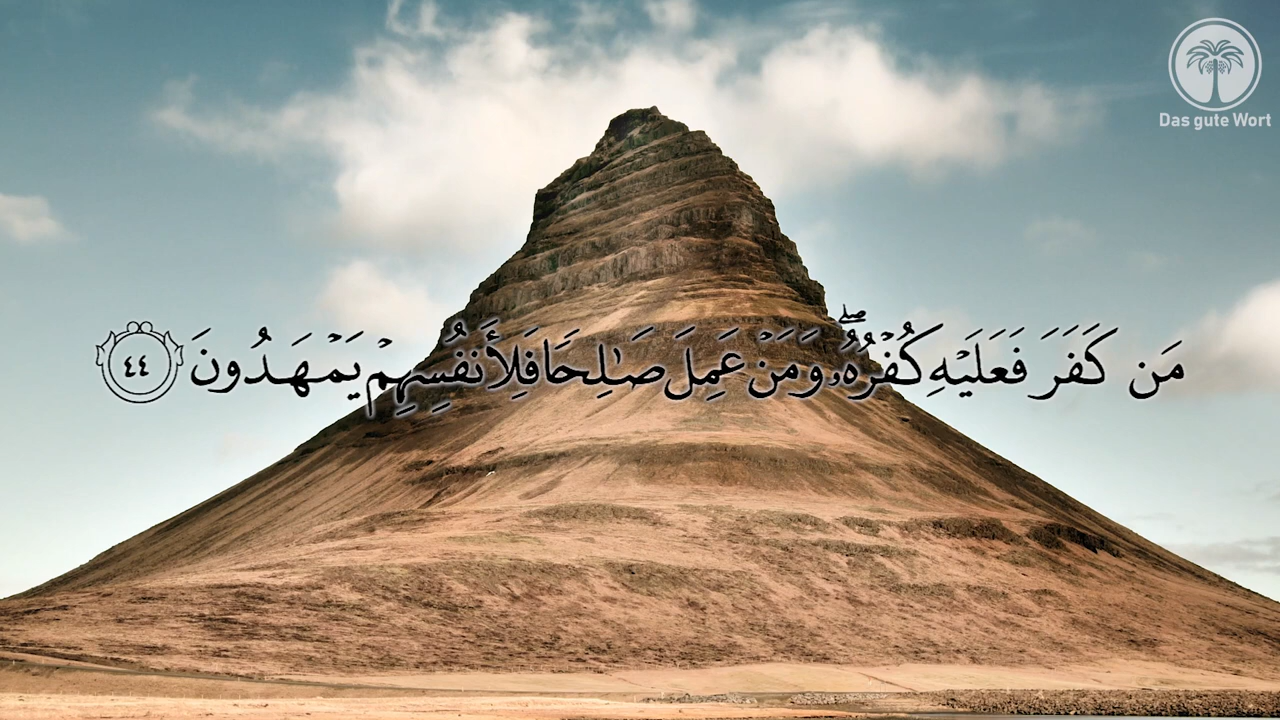 Das gute Wort
مَن كَفَرَ فَعَلَيْهِ كُفْرُهُۥ ۖ وَمَنْ عَمِلَ صَـٰلِحًا فَلِأَنفُسِهِمْ يَمْهَدُونَ ٤٤